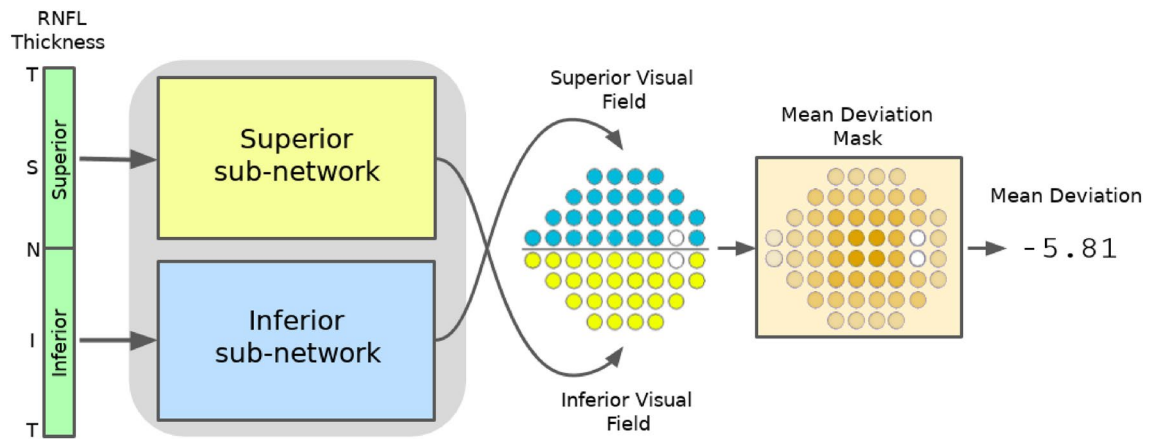 RNFL
Thickness
T
S
N
I
T
Superior
Inferior
Superior
sub-network
Inferior
sub-network
Superior Visual
Field
Inferior Visual
Field
Mean Deviation
Mask
Mean Deviation
-5.81